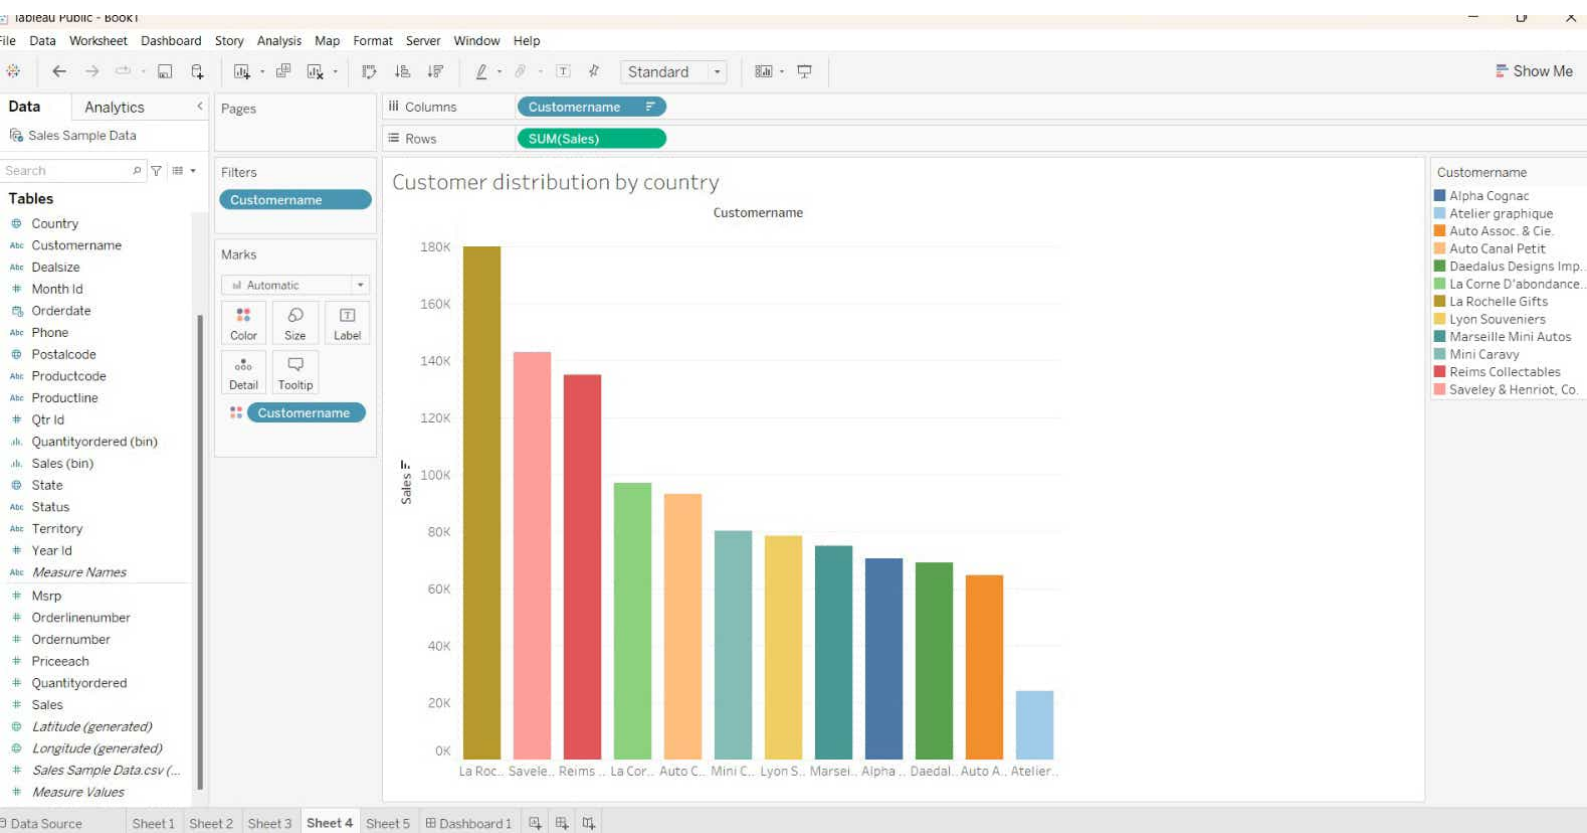 Tableau Public - Book1
File Data Worksheet Dashboard Story Analysis Map Format Server Window Help
Standard
Show Me
Data Analytics
Sales Sample Data
Search
Tables
Country
Abc Customername
Abc Dealsize
# Month Id
Orderdate
Abc Phone
Postalcode
Abc Productcode
Abc Productline
# Qtr Id
Quantityordered (bin)
Sales (bin)
State
Abc Status
Abc Territory
# Year Id
Abc Measure Names
# Msrp
# Orderlinenumber
# Ordernumber
# Priceeach
# Quantityordered
# Sales
Latitude (generated)
Longitude (generated)
# Sales Sample Data.csv (...
# Measure Values
Pages
Filters
Customername
Marks
Automatic
Color Size Label
Detail Tooltip
Customername
Columns Customername
Rows SUM(Sales)
Customer distribution by country
Customername
180K
160K
140K
120K
100K
80K
60K
40K
20K
0K
Sales
La Roc.. Savele.. Reims .. La Cor.. Auto C.. Mini C.. Lyon S.. Marsei.. Alpha .. Daedal.. Auto A.. Atelier..
Customername
Alpha Cognac
Atelier graphique
Auto Assoc. & Cie.
Auto Canal Petit
Daedalus Designs Imp..
La Corne D'abondance..
La Rochelle Gifts
Lyon Souveniers
Marseille Mini Autos
Mini Caravy
Reims Collectables
Saveley & Henriot, Co.
Data Source Sheet 1 Sheet 2 Sheet 3 Sheet 4 Sheet 5 Dashboard 1